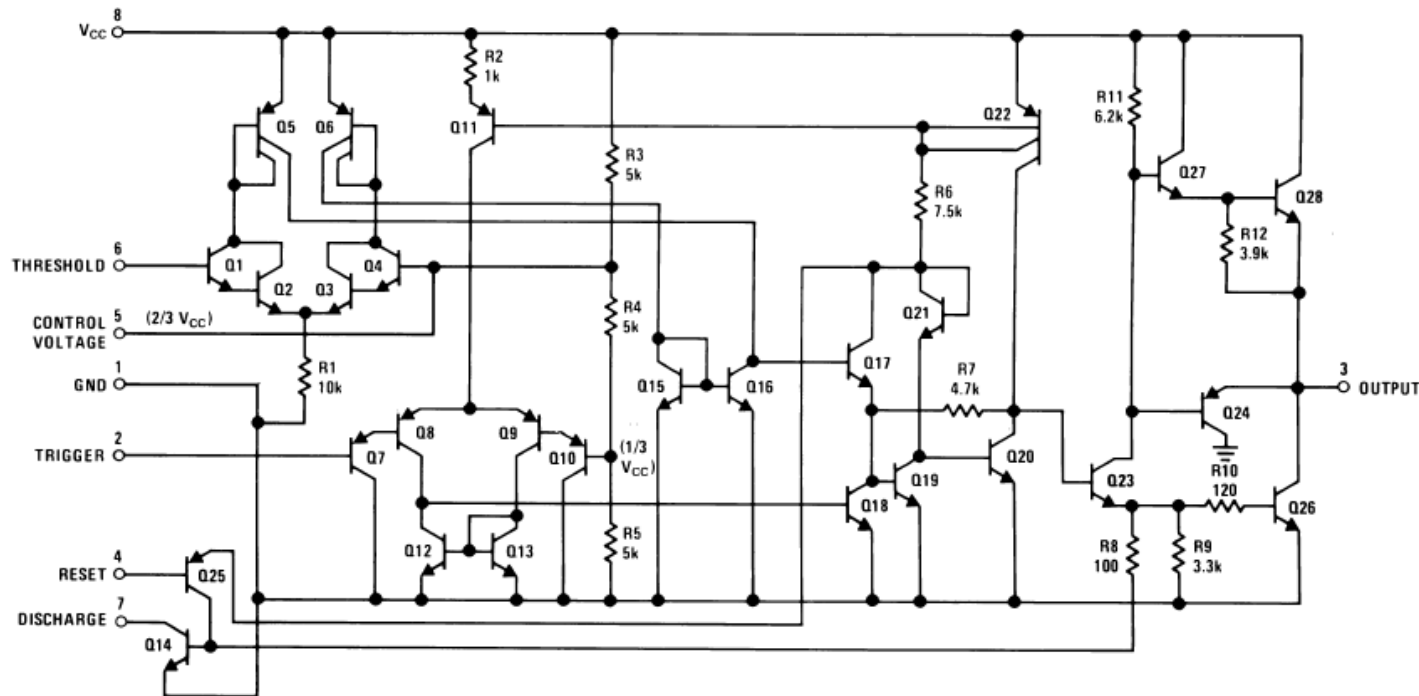 8
VCC
R2
1k
Q5
Q6
Q11
Q22
R11
6.2k
R3
5k
Q27
Q28
R6
7.5k
R12
3.9k
6
THRESHOLD
Q1
Q2
Q3
Q4
5
CONTROL
VOLTAGE
(2/3 VCC)
R4
5k
Q21
1
GND
R1
10k
Q15
Q16
Q17
R7
4.7k
3
OUTPUT
Q24
2
TRIGGER
Q7
Q8
Q9
Q10
(1/3
VCC)
Q18
Q19
Q20
Q23
R10
120
Q26
Q12
Q13
R5
5k
R8
100
R9
3.3k
4
RESET
Q25
7
DISCHARGE
Q14